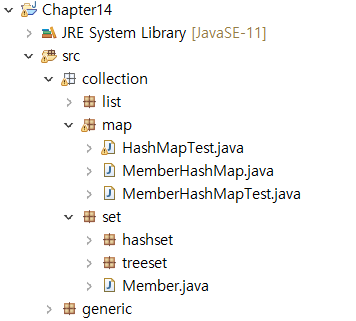 Chapter14
JRE System Library [JavaSE-11]
src
collection
list
map
HashMapTest.java
MemberHashMap.java
MemberHashMapTest.java
set
hashset
treeset
Member.java
generic